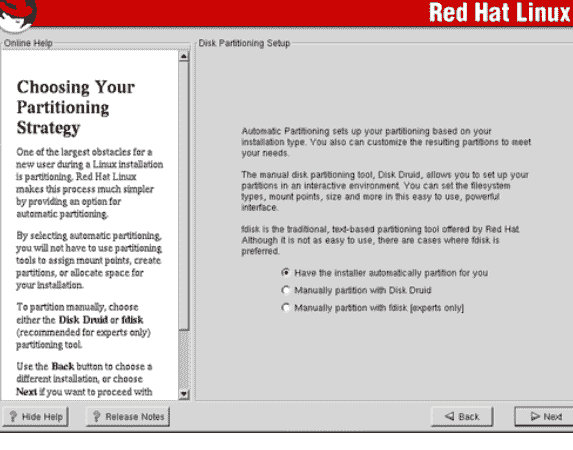 Red Hat Linux
Online Help
Choosing Your
Partitioning
Strategy
One of the largest obstacles for a
new user during a Linux installation
is partitioning. Red Hat Linux
makes this process much simpler
by providing an option for
automatic partitioning.
By selecting automatic partitioning,
you will not have to use partitioning
tools to assign mount points, create
partitions, or allocate space for
your installation.
To partition manually, choose
either the Disk Druid or fdisk
(recommended for experts only)
partitioning tool.
Use the Back button to choose a
different installation, or choose
Next if you want to proceed with
Disk Partitioning Setup
Automatic Partitioning sets up your partitioning based on your
installation type. You also can customize the resulting partitions to meet
your needs.
The manual disk partitioning tool, Disk Druid, allows you to set up your
partitions in an interactive environment. You can set the filesystem
types, mount points, size and more in this easy to use, powerful
interface.
fdisk is the traditional, text-based partitioning tool offered by Red Hat.
Although it is not as easy to use, there are cases where fdisk is
preferred.
Have the installer automatically partition for you
Manually partition with Disk Druid
Manually partition with fdisk [experts only]
Hide Help
Release Notes
Back
Next